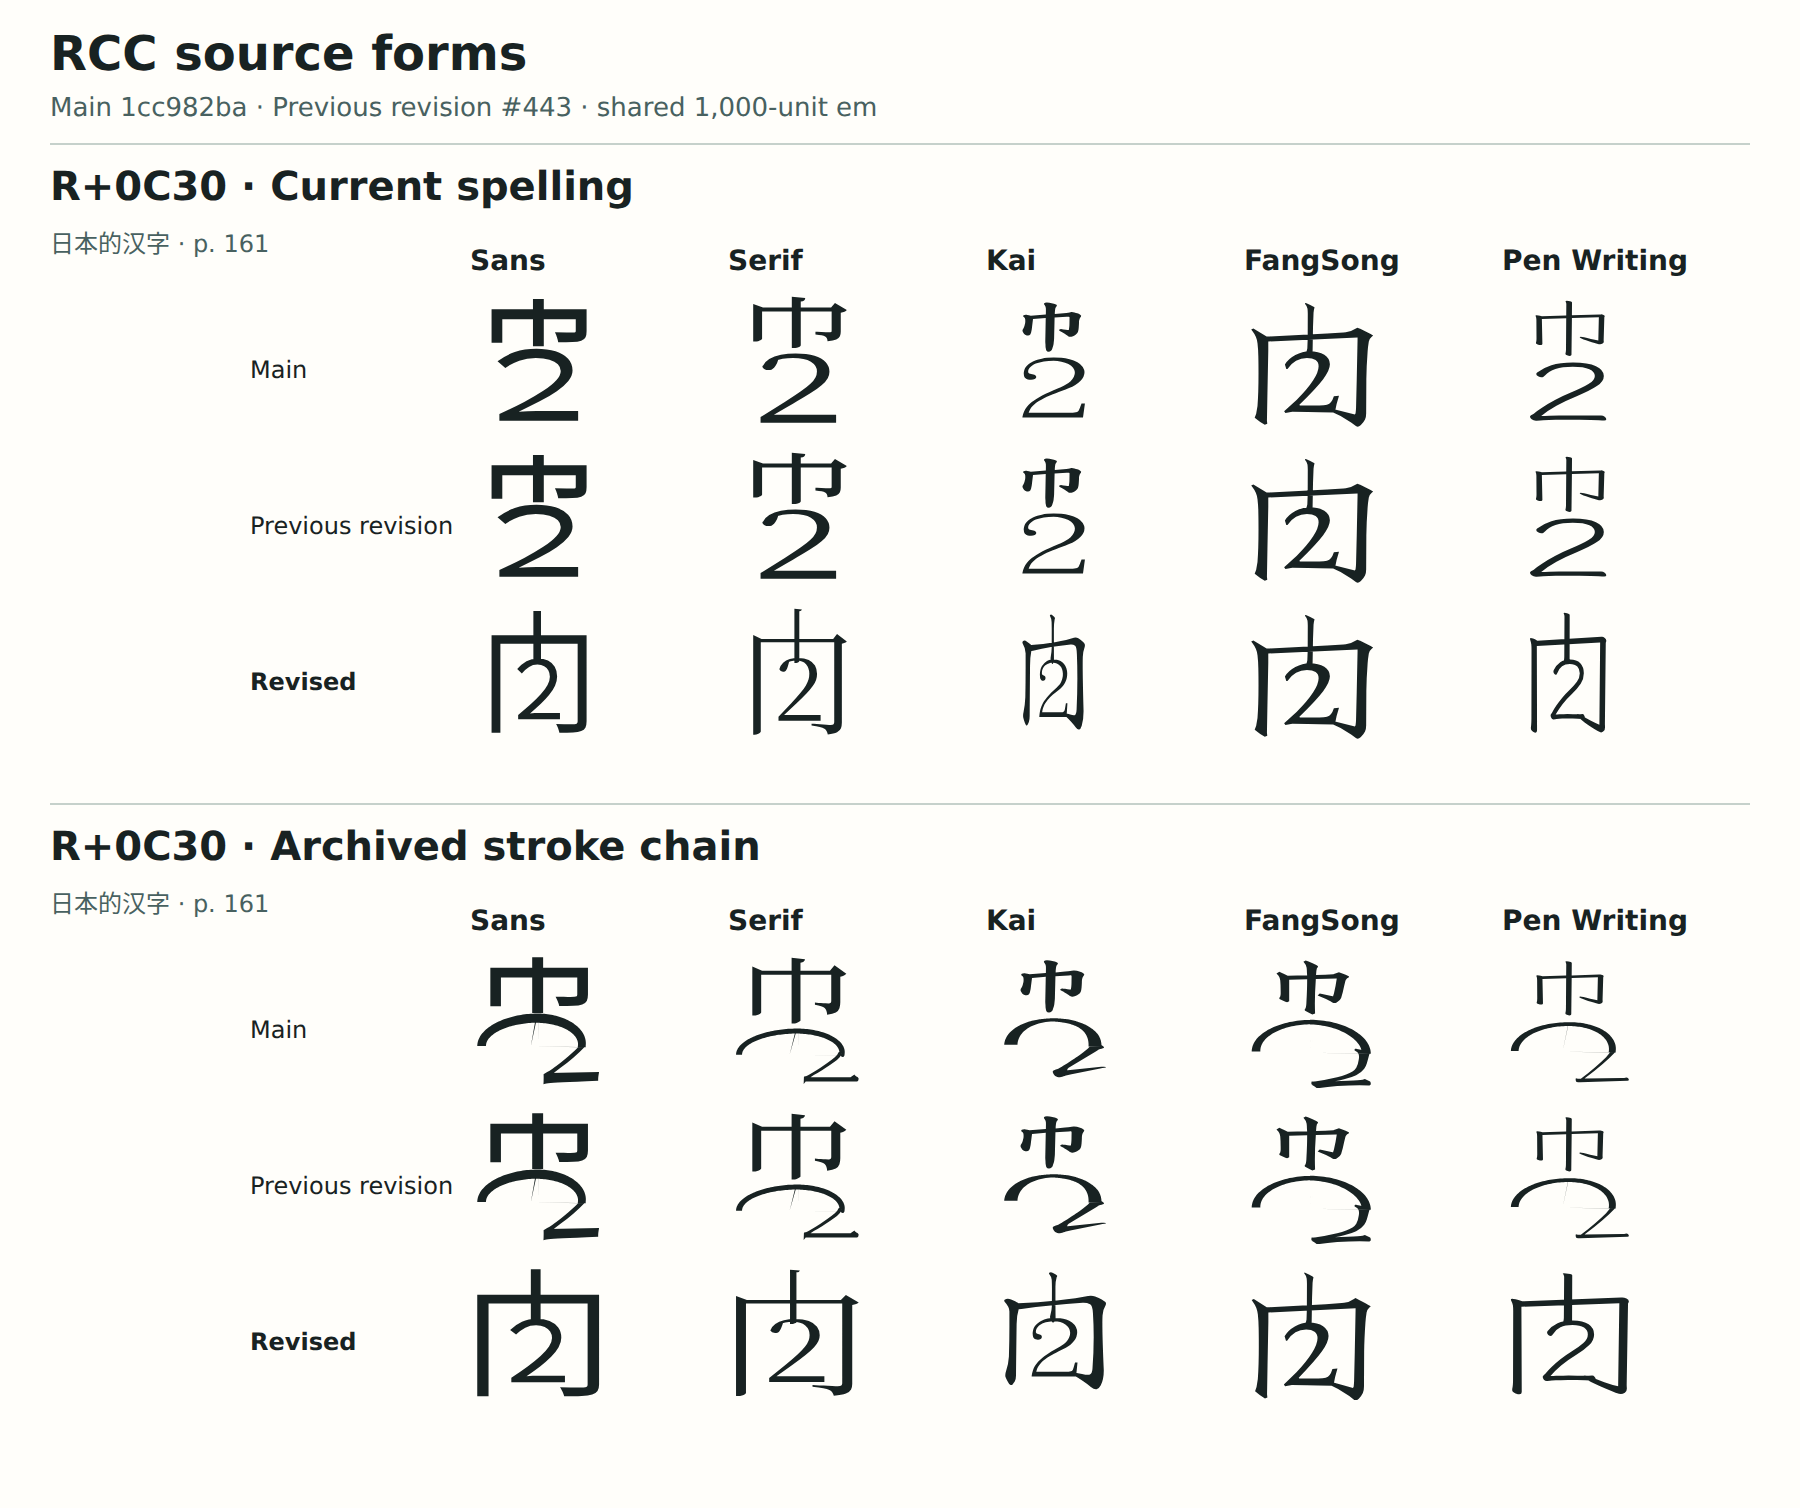 RCC source forms
Main 1cc982ba · Previous revision #443 · shared 1,000-unit em
R+0C30 · Current spelling
日本的汉字 · p. 161
Sans Serif Kai FangSong Pen Writing
Main
Previous revision
Revised
R+0C30 · Archived stroke chain
日本的汉字 · p. 161
Sans Serif Kai FangSong Pen Writing
Main
Previous revision
Revised